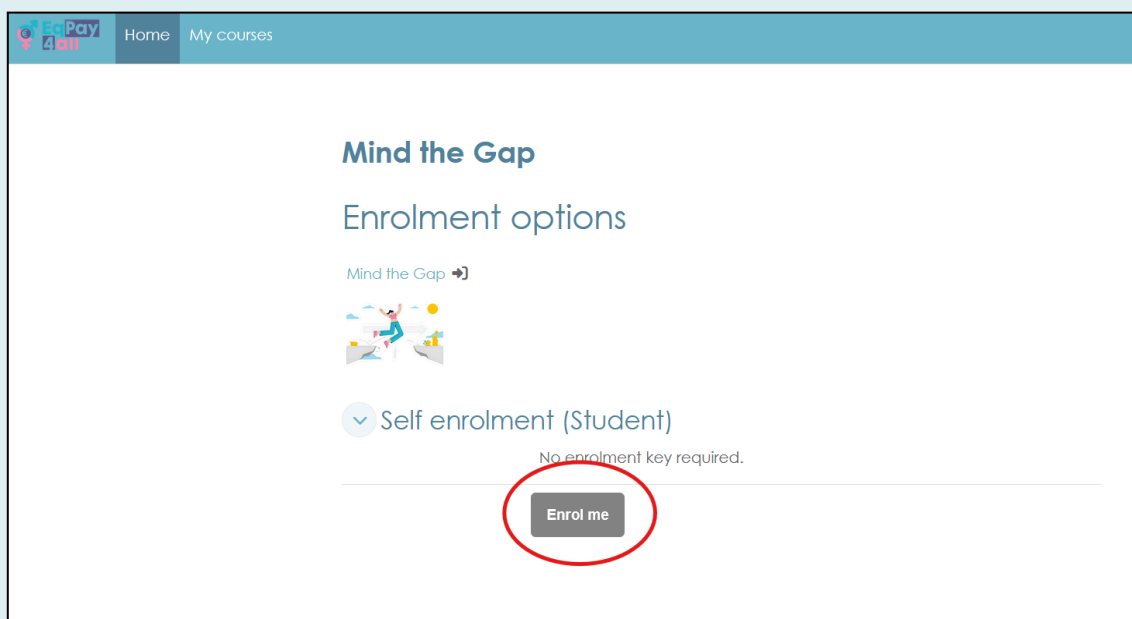 EqPay
4all
Home My courses
Mind the Gap
Enrolment options
Mind the Gap
Self enrolment (Student)
No enrolment key required.
Enrol me